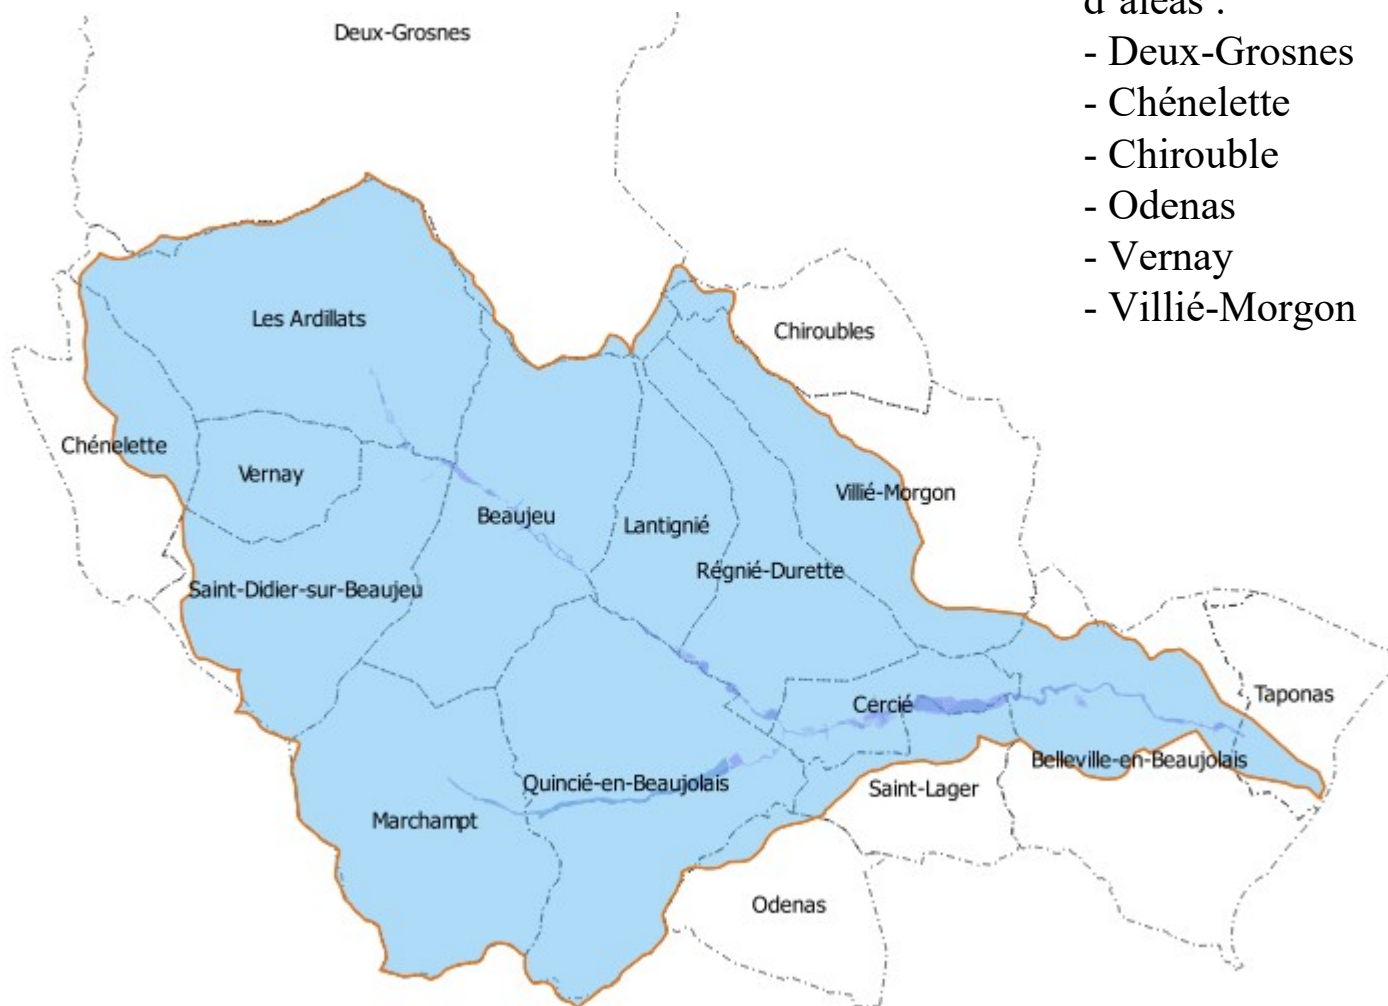 d'aléas :
- Deux-Grosnes
- Chénelette
- Chirouble
- Odenas
- Vernay
- Villié-Morgon
Deux-Grosnes
Les Ardillats
Chiroubles
Chénelette
Vernay
Villié-Morgon
Beaujeu
Lantignié
Régnié-Durette
Saint-Didier-sur-Beaujeu
Taponas
Cercié
Belleville-en-Beaujolais
Quincié-en-Beaujolais
Saint-Lager
Marchampt
Odenas